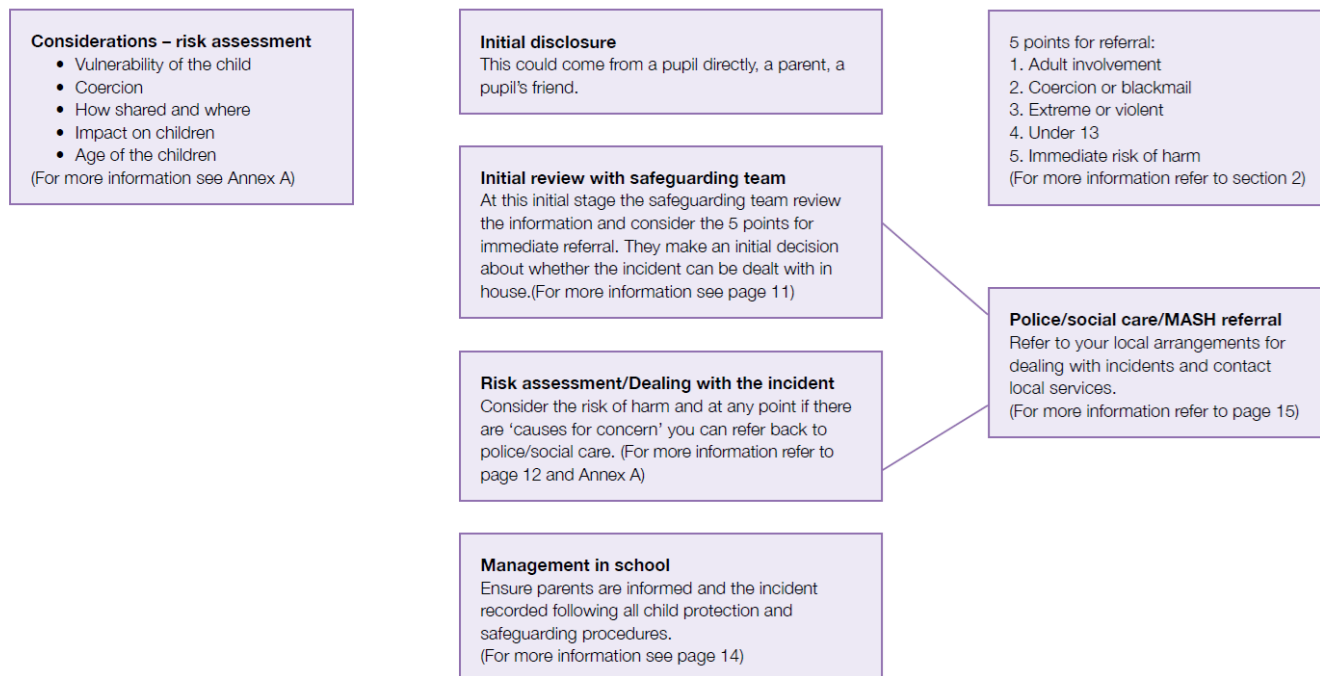 Considerations – risk assessment
• Vulnerability of the child
• Coercion
• How shared and where
• Impact on children
• Age of the children
(For more information see Annex A)
Initial disclosure
This could come from a pupil directly, a parent, a
pupil's friend.
Initial review with safeguarding team
At this initial stage the safeguarding team review
the information and consider the 5 points for
immediate referral. They make an initial decision
about whether the incident can be dealt with in
house.(For more information see page 11)
Risk assessment/Dealing with the incident
Consider the risk of harm and at any point if there
are 'causes for concern' you can refer back to
police/social care. (For more information refer to
page 12 and Annex A)
Management in school
Ensure parents are informed and the incident
recorded following all child protection and
safeguarding procedures.
(For more information see page 14)
5 points for referral:
1. Adult involvement
2. Coercion or blackmail
3. Extreme or violent
4. Under 13
5. Immediate risk of harm
(For more information refer to section 2)
Police/social care/MASH referral
Refer to your local arrangements for
dealing with incidents and contact
local services.
(For more information refer to page 15)